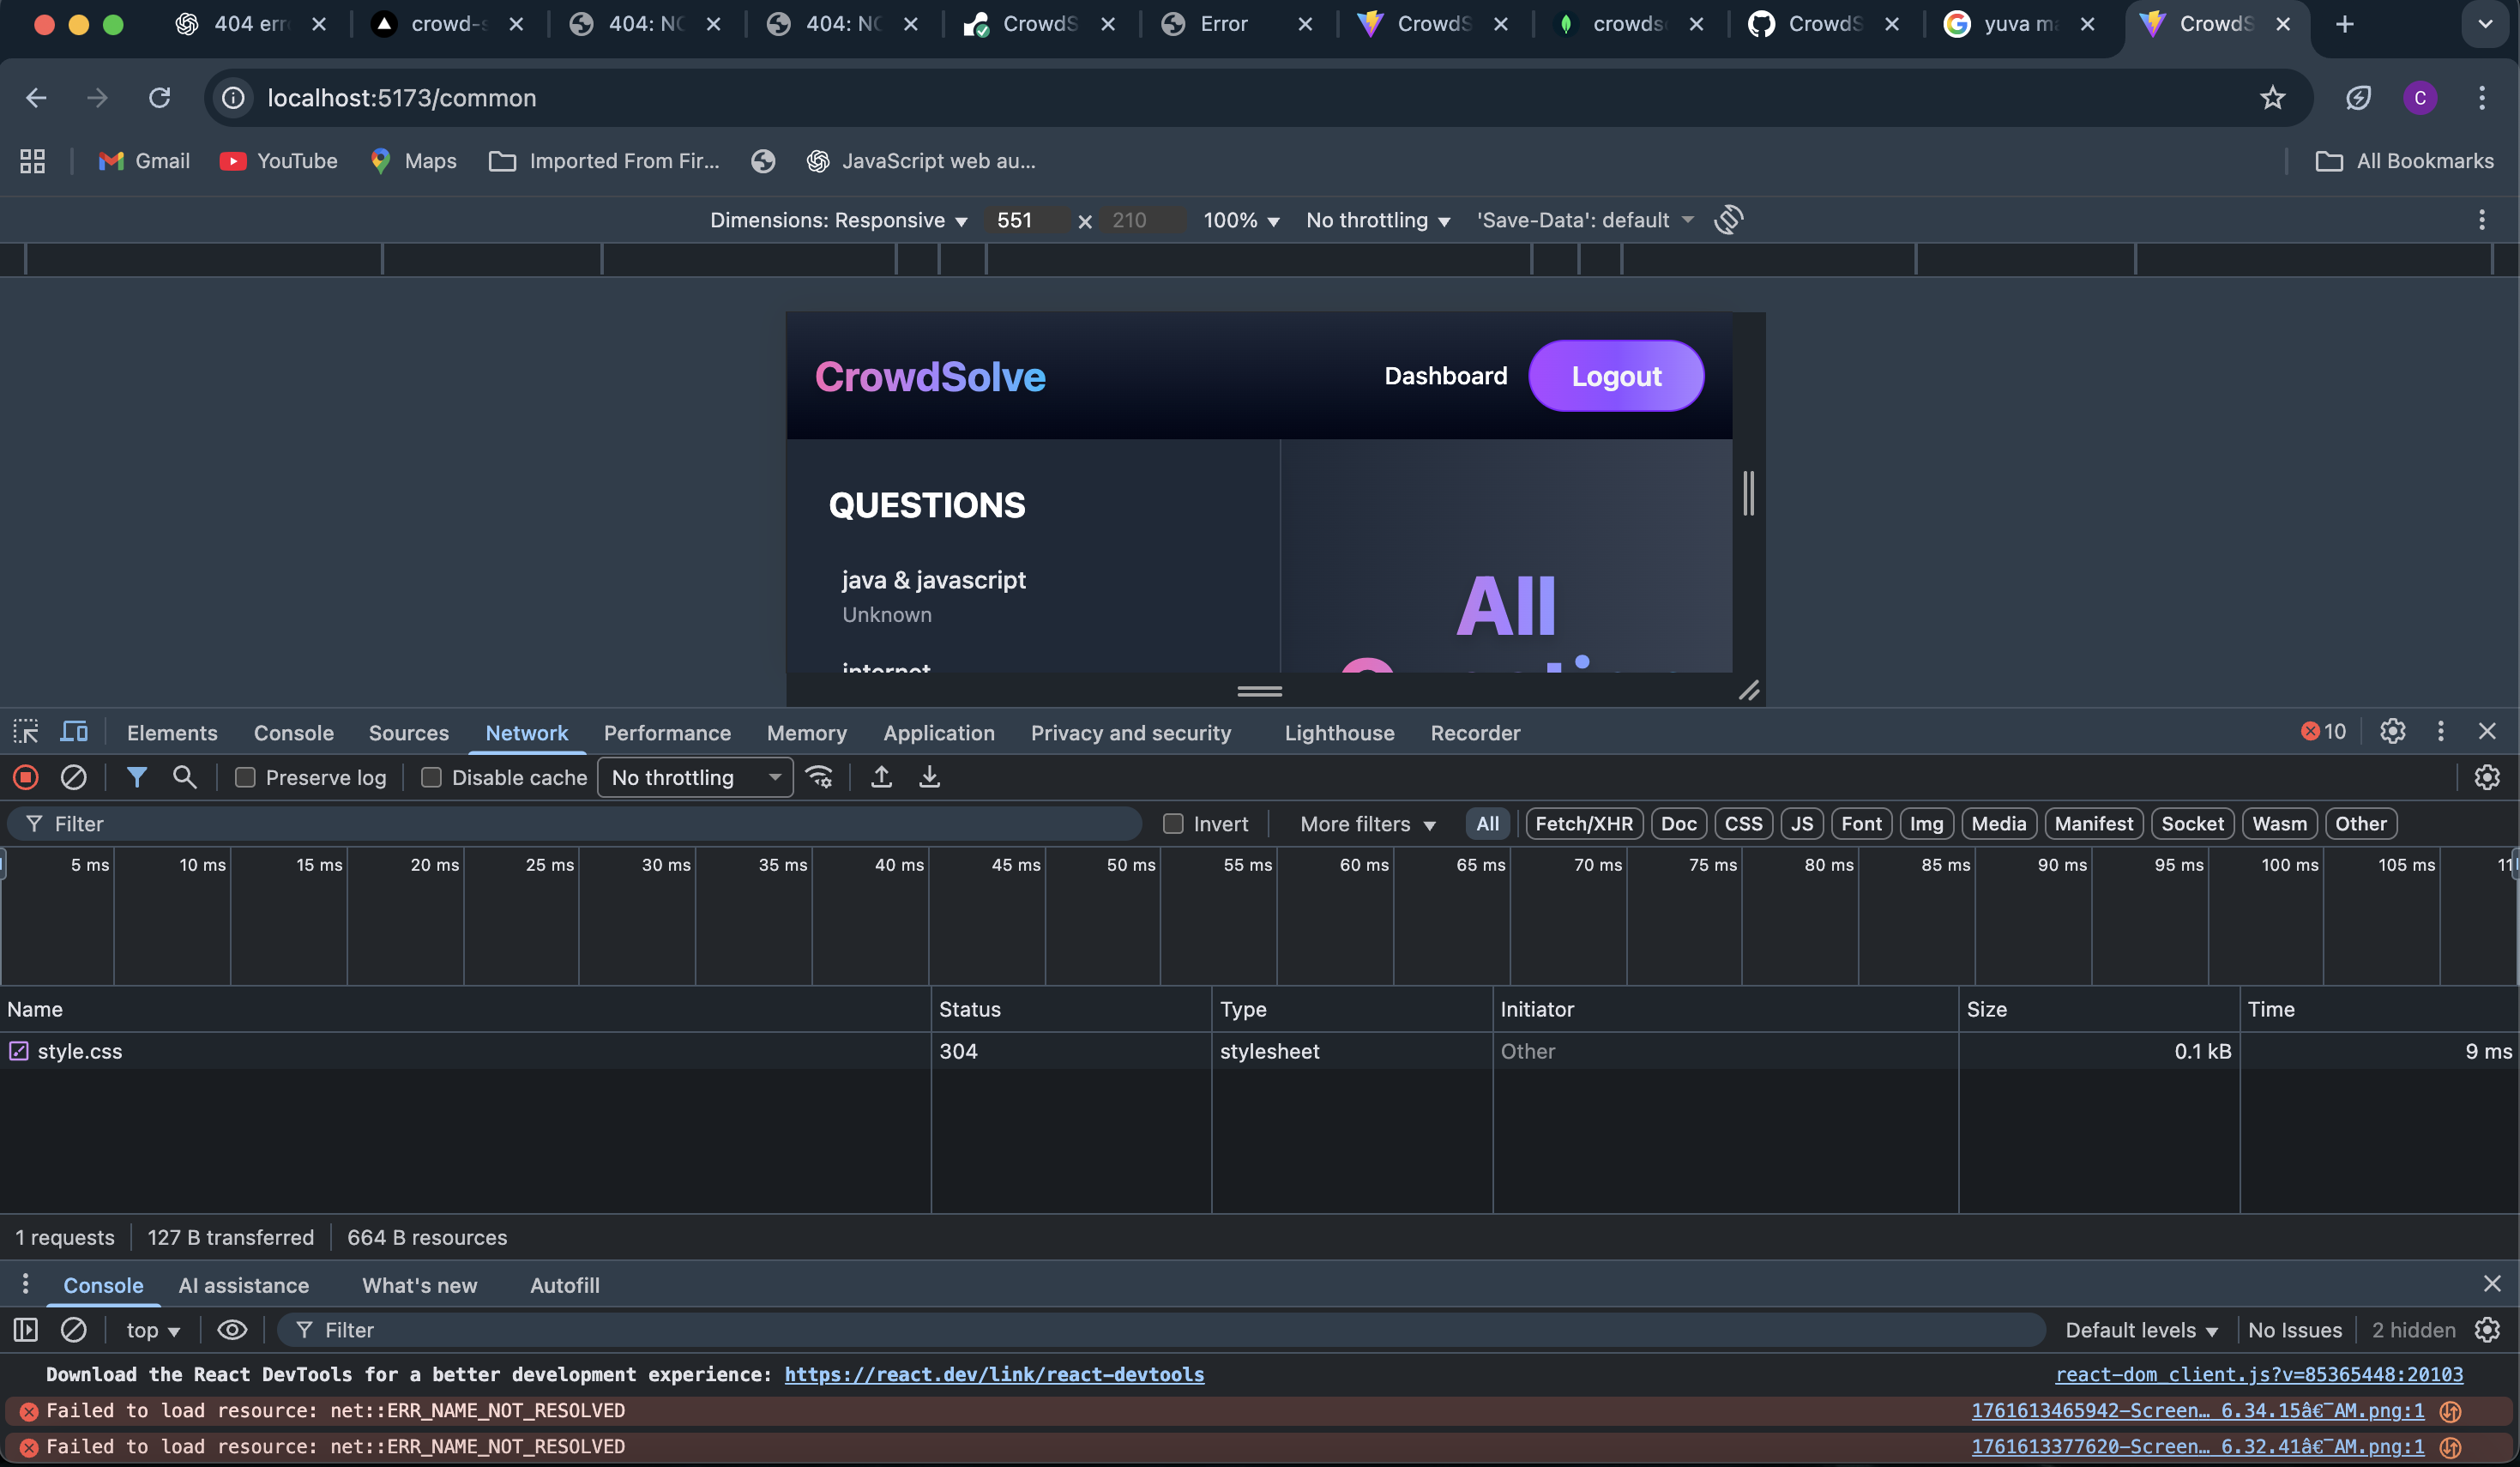 404 err
crowd-s
404: NO
404: NO
CrowdS
Error
CrowdS
crowdso
CrowdS
yuva ma
CrowdS
localhost:5173/common
C
Gmail
YouTube
Maps
Imported From Fir...
JavaScript web au...
All Bookmarks
Dimensions: Responsive ▼ 551 × 210 100% ▼ No throttling ▼ 'Save-Data': default
CrowdSolve
Dashboard
Logout
QUESTIONS
java & javascript
Unknown
internet
All
Elements Console Sources Network Performance Memory Application Privacy and security Lighthouse Recorder 10
Preserve log Disable cache No throttling
Filter Invert More filters ▼ All Fetch/XHR Doc CSS JS Font Img Media Manifest Socket Wasm Other
5 ms 10 ms 15 ms 20 ms 25 ms 30 ms 35 ms 40 ms 45 ms 50 ms 55 ms 60 ms 65 ms 70 ms 75 ms 80 ms 85 ms 90 ms 95 ms 100 ms 105 ms
Name Status Type Initiator Size Time
style.css 304 stylesheet Other 0.1 kB 9 ms
1 requests 127 B transferred 664 B resources
Console AI assistance What's new Autofill
top ▼ Filter Default levels ▼ No Issues 2 hidden
Download the React DevTools for a better development experience: https://react.dev/link/react-devtools react-dom_client.js?v=85365448:20103
Failed to load resource: net::ERR_NAME_NOT_RESOLVED 1761613465942-Screen… 6.34.15â€¯AM.png:1
Failed to load resource: net::ERR_NAME_NOT_RESOLVED 1761613377620-Screen… 6.32.41â€¯AM.png:1